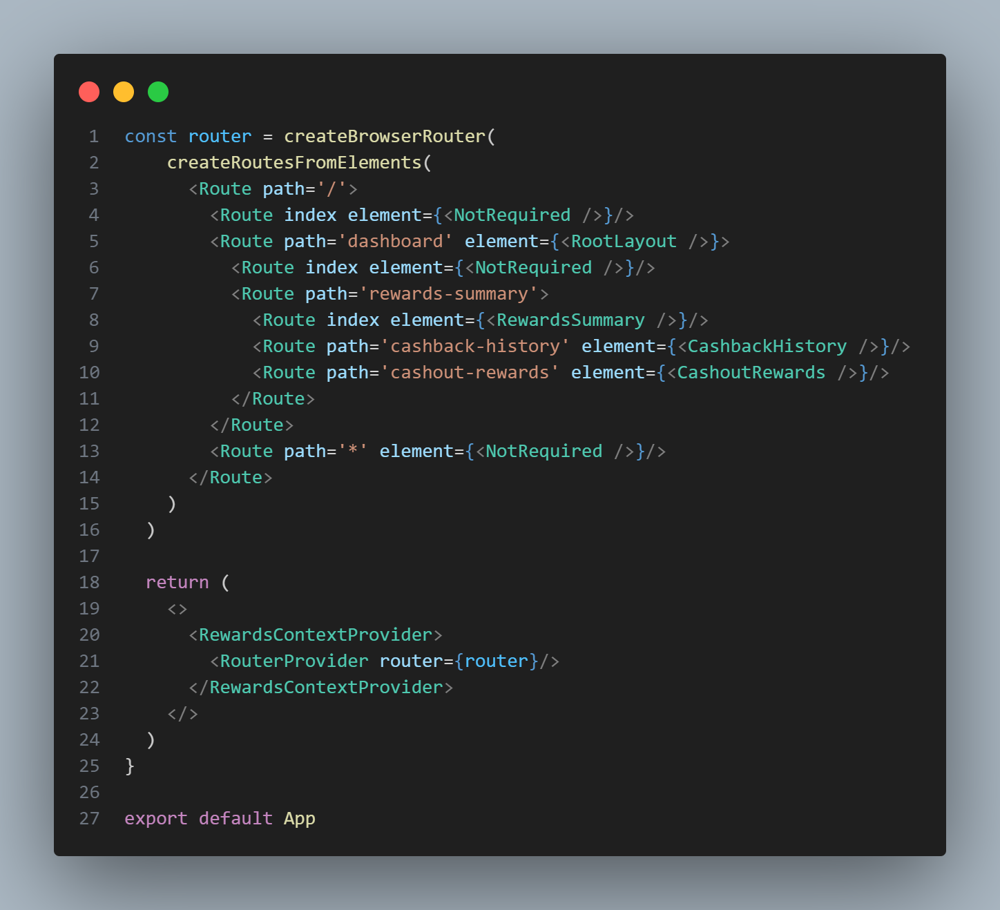 1 const router = createBrowserRouter(
2     createRoutesFromElements(
3       <Route path='/'>
4         <Route index element={<NotRequired />}/>
5         <Route path='dashboard' element={<RootLayout />}>
6           <Route index element={<NotRequired />}/>
7           <Route path='rewards-summary'>
8             <Route index element={<RewardsSummary />}/>
9             <Route path='cashback-history' element={<CashbackHistory />}/>
10             <Route path='cashout-rewards' element={<CashoutRewards />}/>
11           </Route>
12         </Route>
13         <Route path='*' element={<NotRequired />}/>
14       </Route>
15     )
16   )
17
18   return (
19     <>
20       <RewardsContextProvider>
21         <RouterProvider router={router}/>
22       </RewardsContextProvider>
23     </>
24   )
25 }
26
27 export default App